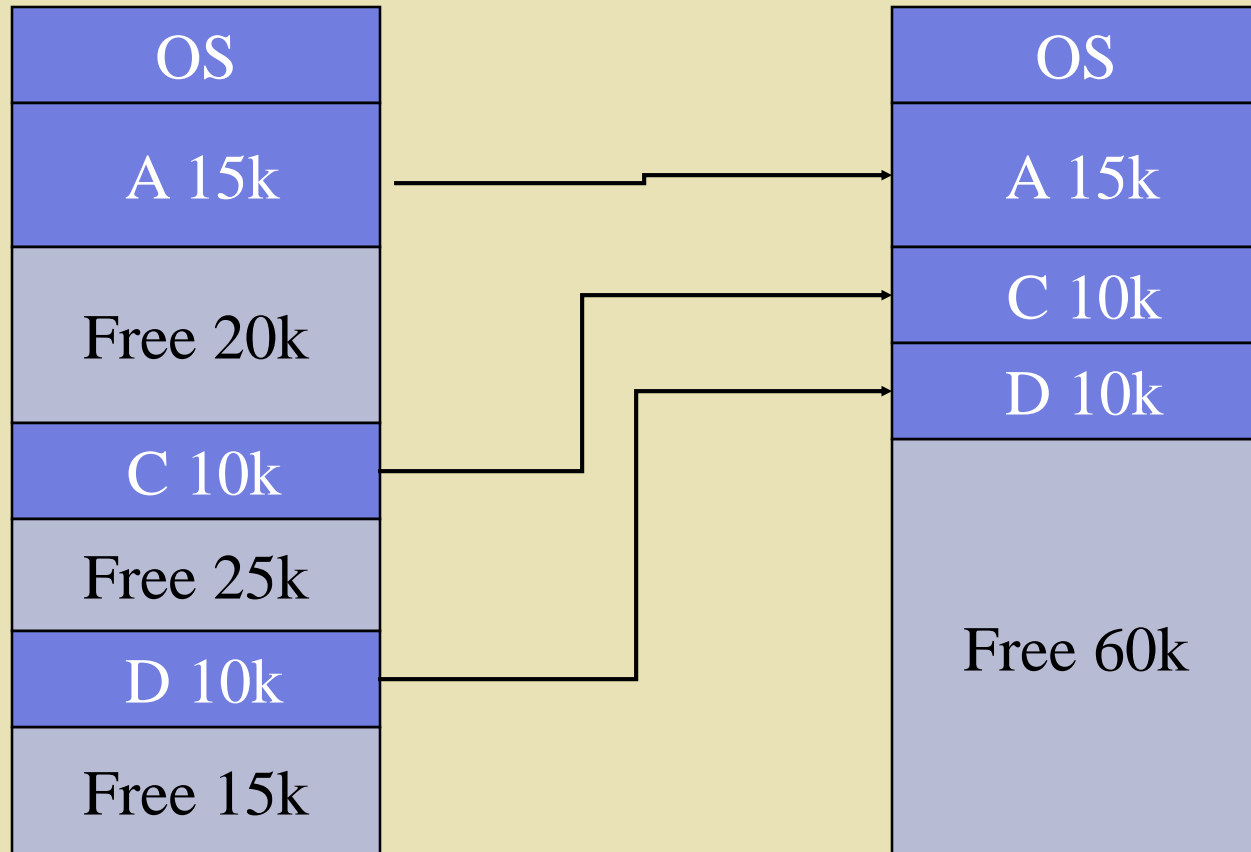 OS
A 15k
Free 20k
C 10k
Free 25k
D 10k
Free 15k
OS
A 15k
C 10k
D 10k
Free 60k